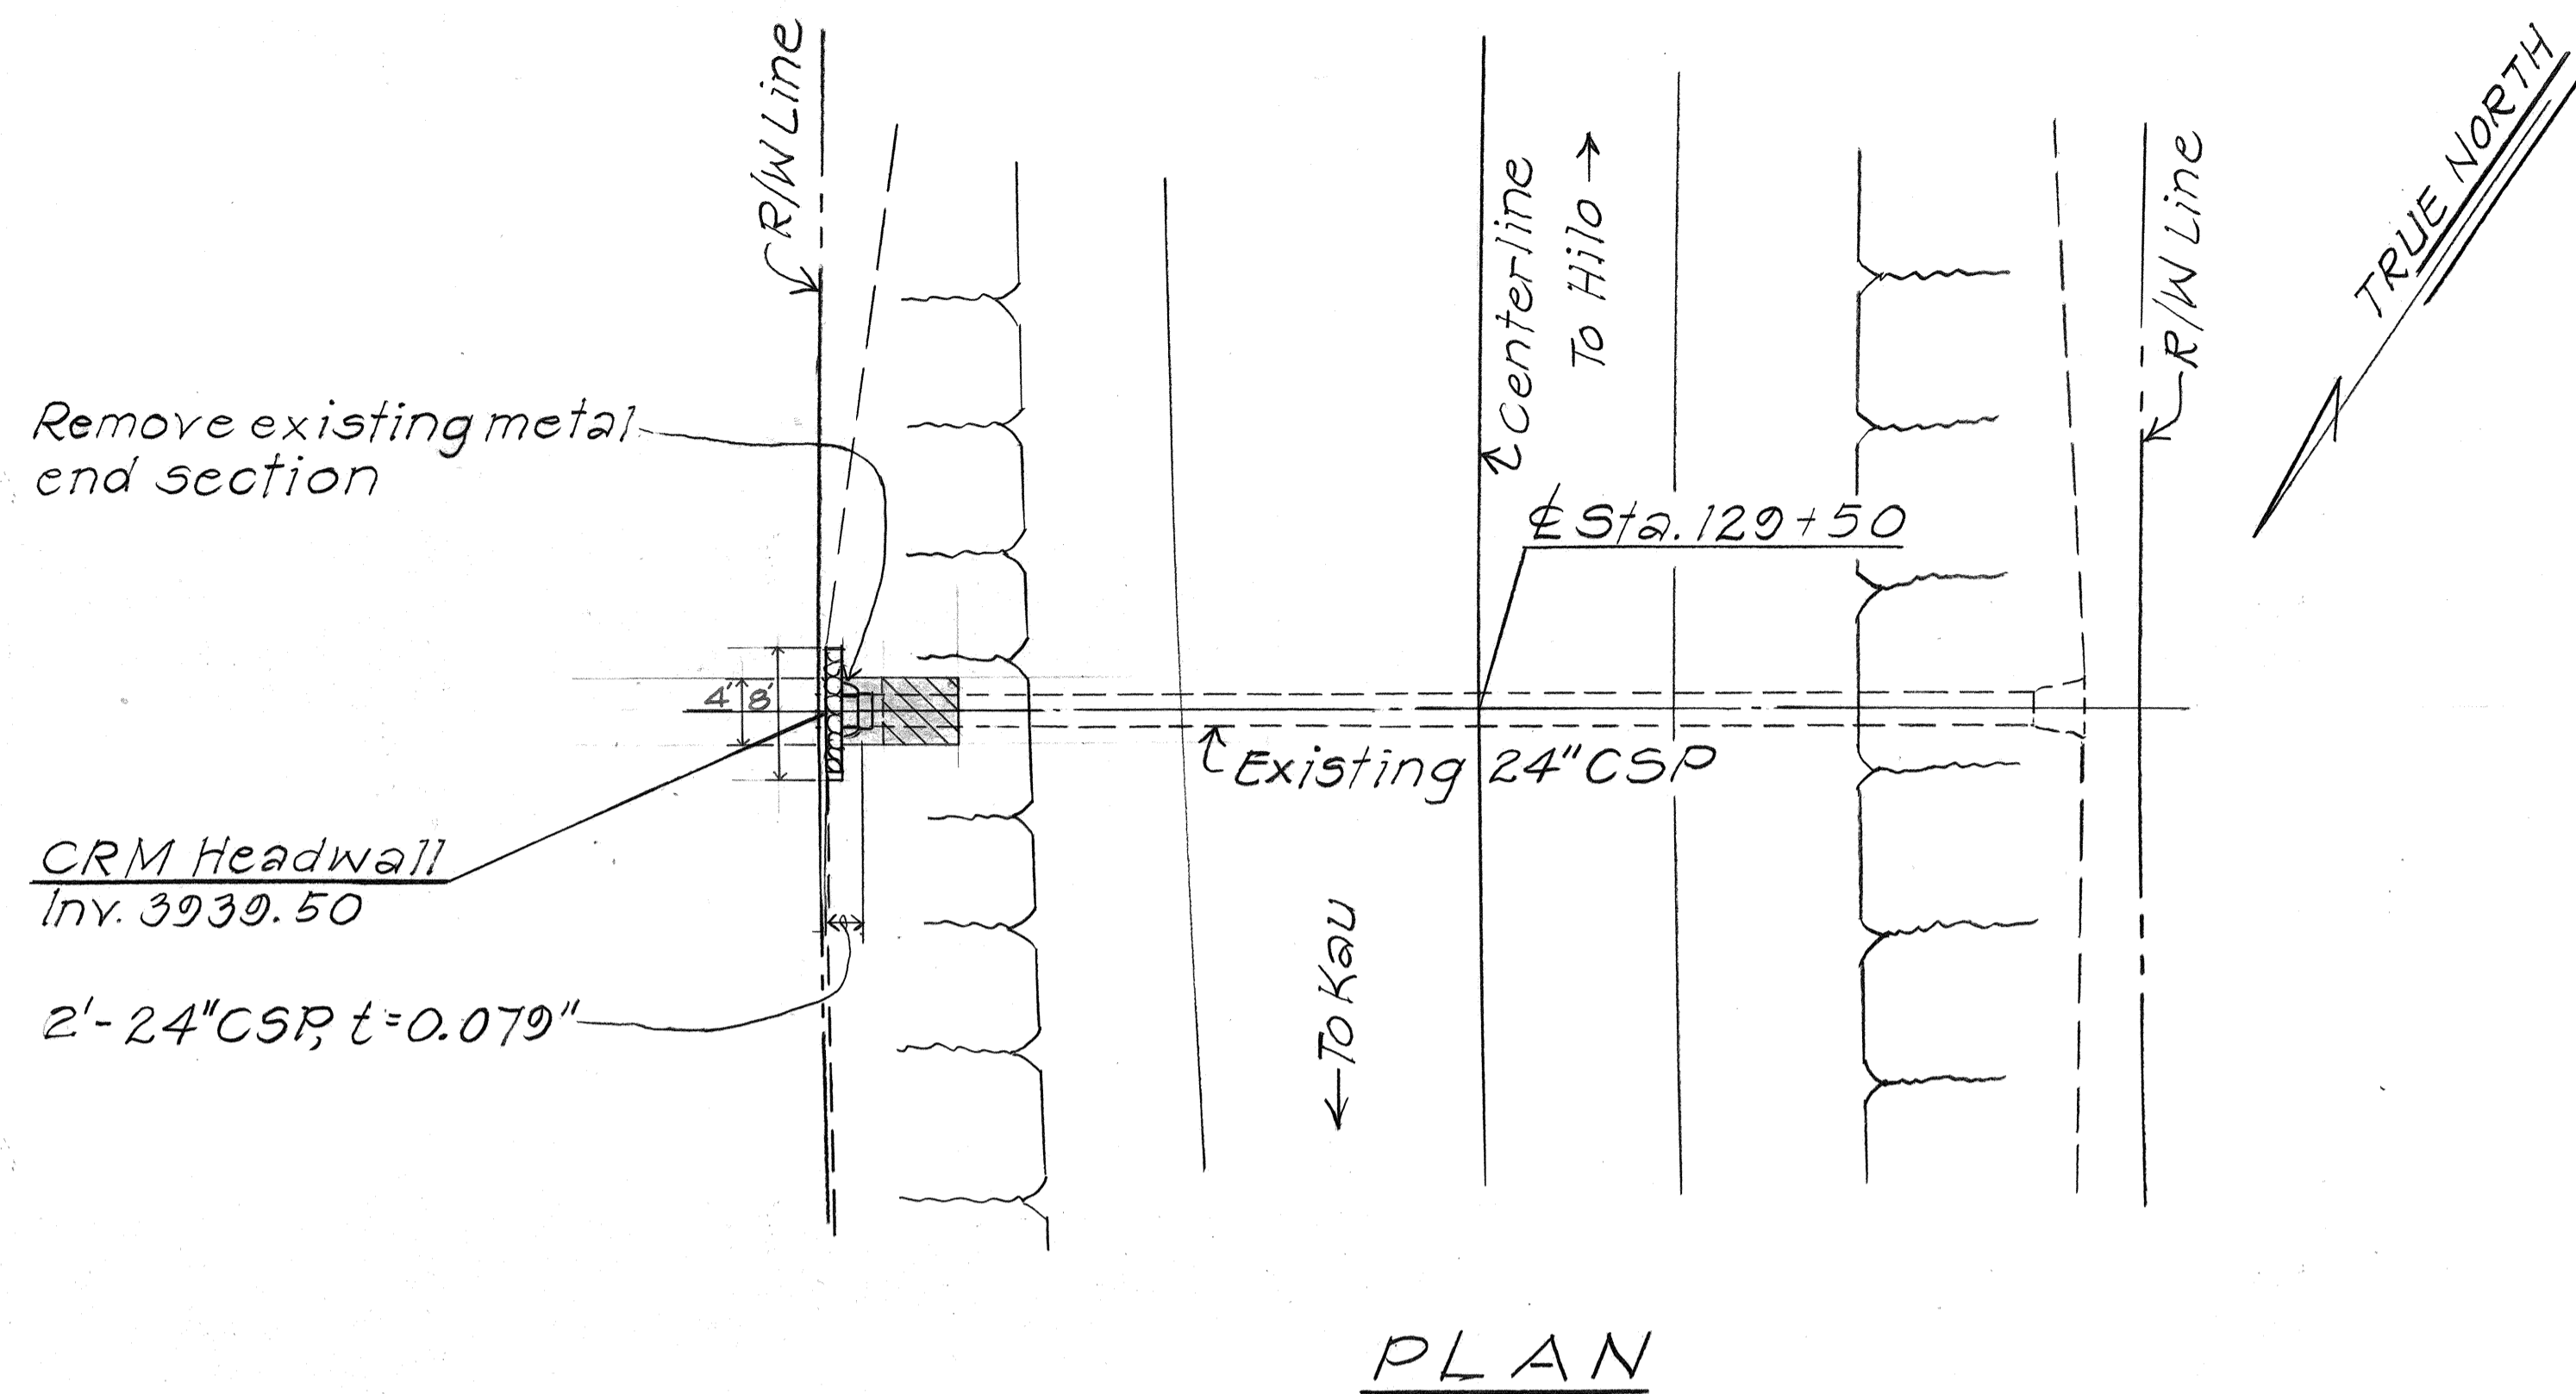 R/W Line
Centerline
To Hilo →
R/W Line
TRUE NORTH
Remove existing metal
end section
℄ Sta. 129+50
4' 8'
Existing 24" CSP
CRM Headwall
Inv. 3939.50
← To Kau
2'-24" CSP, t=0.079"
PLAN